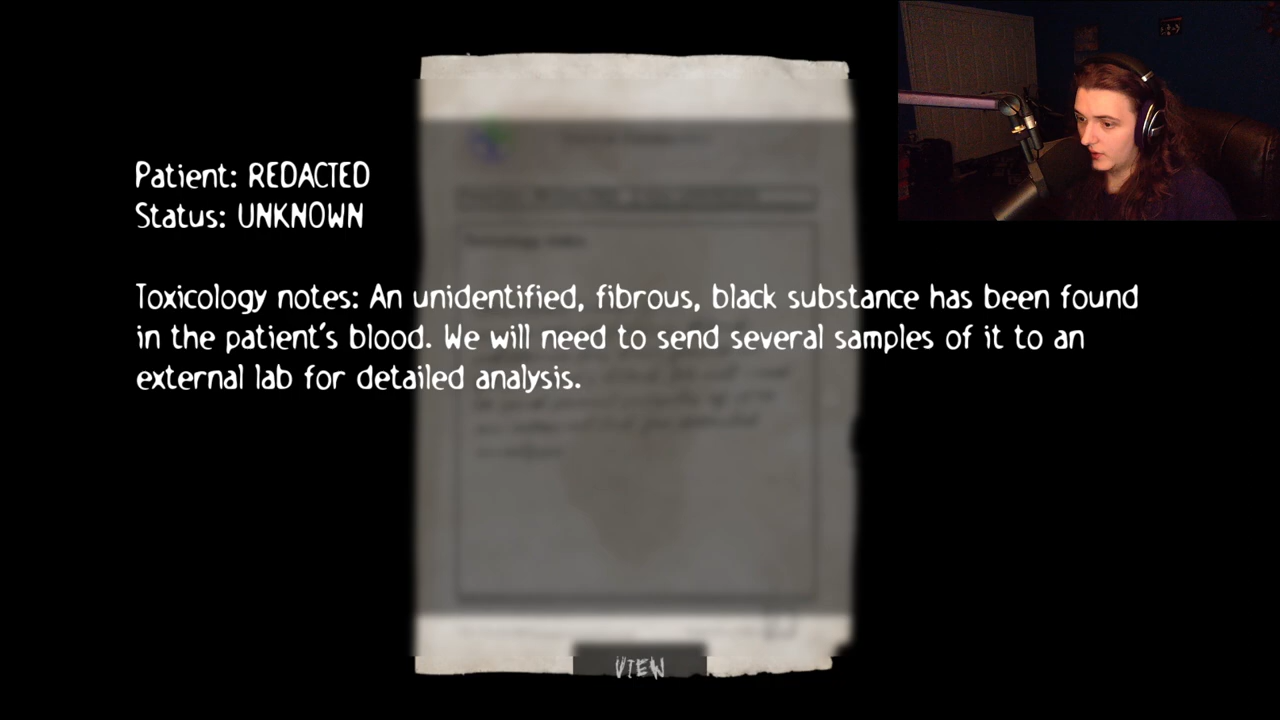 Patient: REDACTED
Status: UNKNOWN
Toxicology notes: An unidentified, fibrous, black substance has been found
in the patient's blood. We will need to send several samples of it to an
external lab for detailed analysis.
VIEW